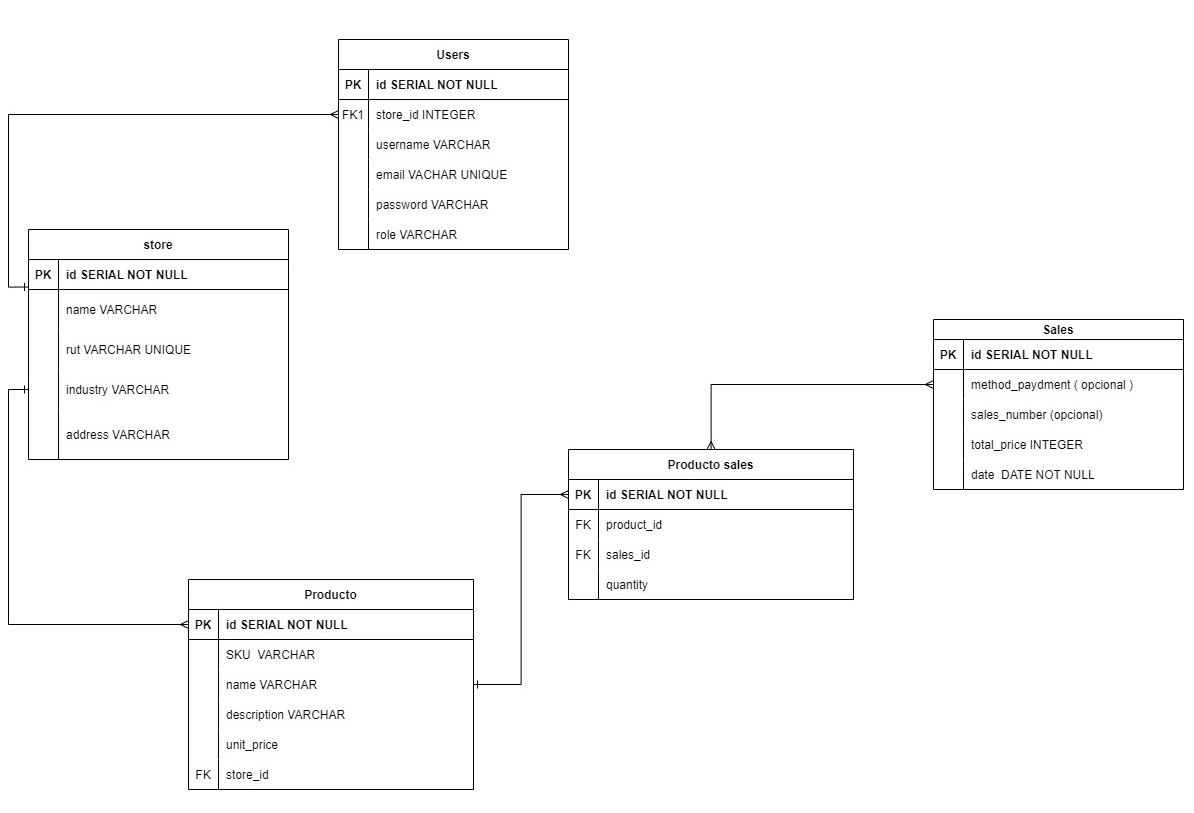 Users
PK id SERIAL NOT NULL
FK1 store_id INTEGER
username VARCHAR
email VACHAR UNIQUE
password VARCHAR
role VARCHAR
store
PK id SERIAL NOT NULL
name VARCHAR
rut VARCHAR UNIQUE
industry VARCHAR
address VARCHAR
Sales
PK id SERIAL NOT NULL
method_paydment ( opcional )
sales_number (opcional)
total_price INTEGER
date  DATE NOT NULL
Producto sales
PK id SERIAL NOT NULL
FK product_id
FK sales_id
quantity
Producto
PK id SERIAL NOT NULL
SKU  VARCHAR
name VARCHAR
description VARCHAR
unit_price
FK store_id